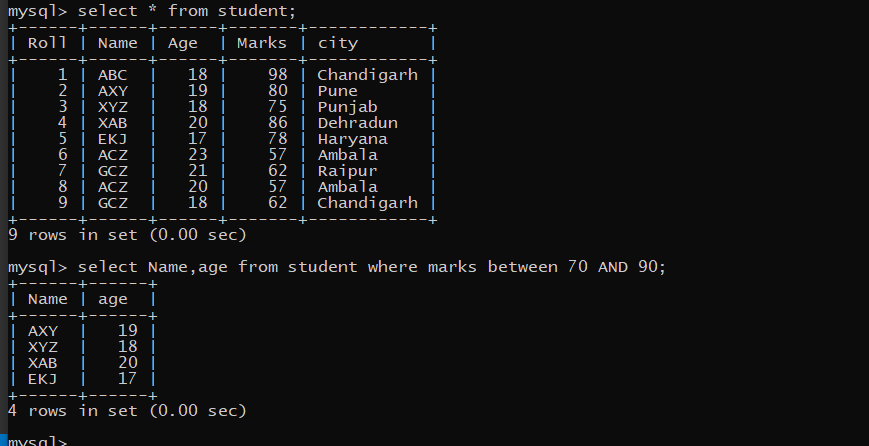 mysql> select * from student;
+------+------+------+-------+------------+
| Roll | Name | Age  | Marks | city       |
+------+------+------+-------+------------+
|    1 | ABC  |   18 |    98 | Chandigarh |
|    2 | AXY  |   19 |    80 | Pune       |
|    3 | XYZ  |   18 |    75 | Punjab     |
|    4 | XAB  |   20 |    86 | Dehradun   |
|    5 | EKJ  |   17 |    78 | Haryana    |
|    6 | ACZ  |   23 |    57 | Ambala     |
|    7 | GCZ  |   21 |    62 | Raipur     |
|    8 | ACZ  |   20 |    57 | Ambala     |
|    9 | GCZ  |   18 |    62 | Chandigarh |
+------+------+------+-------+------------+
9 rows in set (0.00 sec)
mysql> select Name,age from student where marks between 70 AND 90;
+------+------+
| Name | age  |
+------+------+
| AXY  |   19 |
| XYZ  |   18 |
| XAB  |   20 |
| EKJ  |   17 |
+------+------+
4 rows in set (0.00 sec)
mysql>